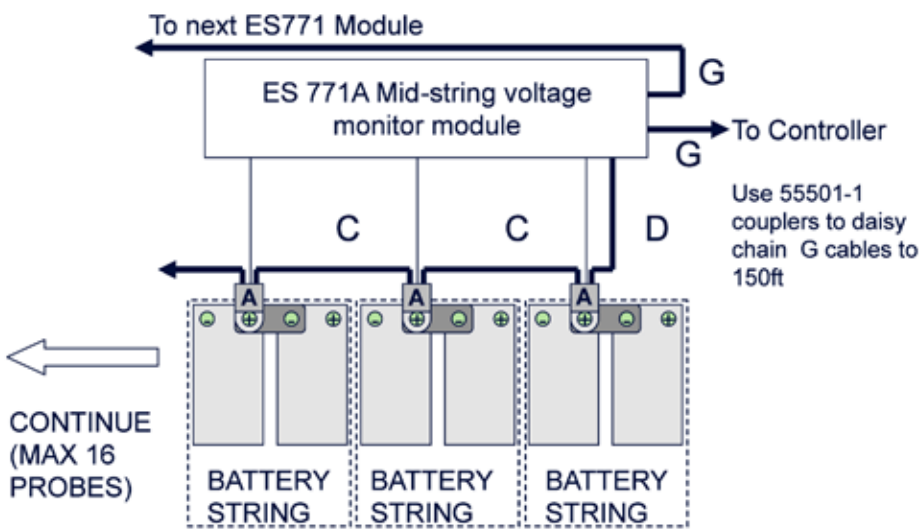 To next ES771 Module
G
ES 771A Mid-string voltage
monitor module
To Controller
G
Use 55501-1
couplers to daisy
chain G cables to
150ft
C
C
D
A
A
A
CONTINUE
(MAX 16
PROBES)
BATTERY
STRING
BATTERY
STRING
BATTERY
STRING